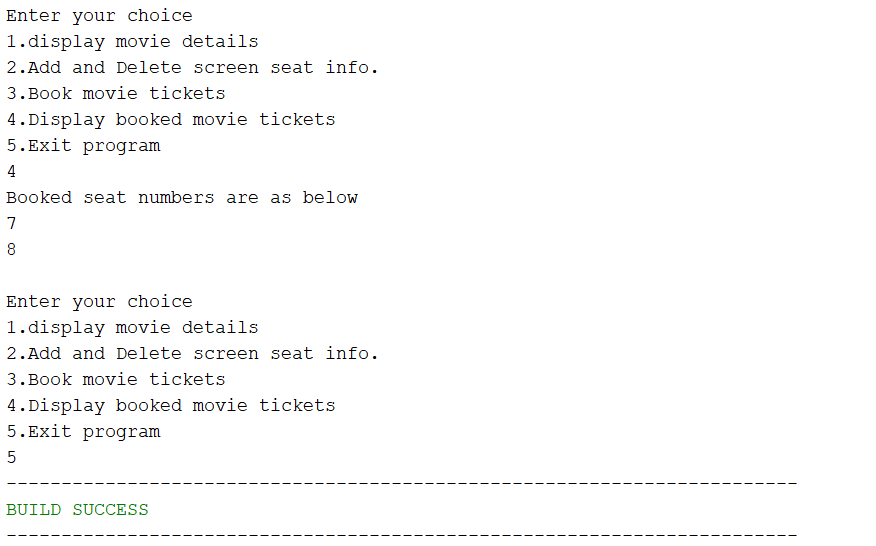 Enter your choice
1.display movie details
2.Add and Delete screen seat info.
3.Book movie tickets
4.Display booked movie tickets
5.Exit program
4
Booked seat numbers are as below
7
8
Enter your choice
1.display movie details
2.Add and Delete screen seat info.
3.Book movie tickets
4.Display booked movie tickets
5.Exit program
5
------------------------------------------------------------------------
BUILD SUCCESS
------------------------------------------------------------------------